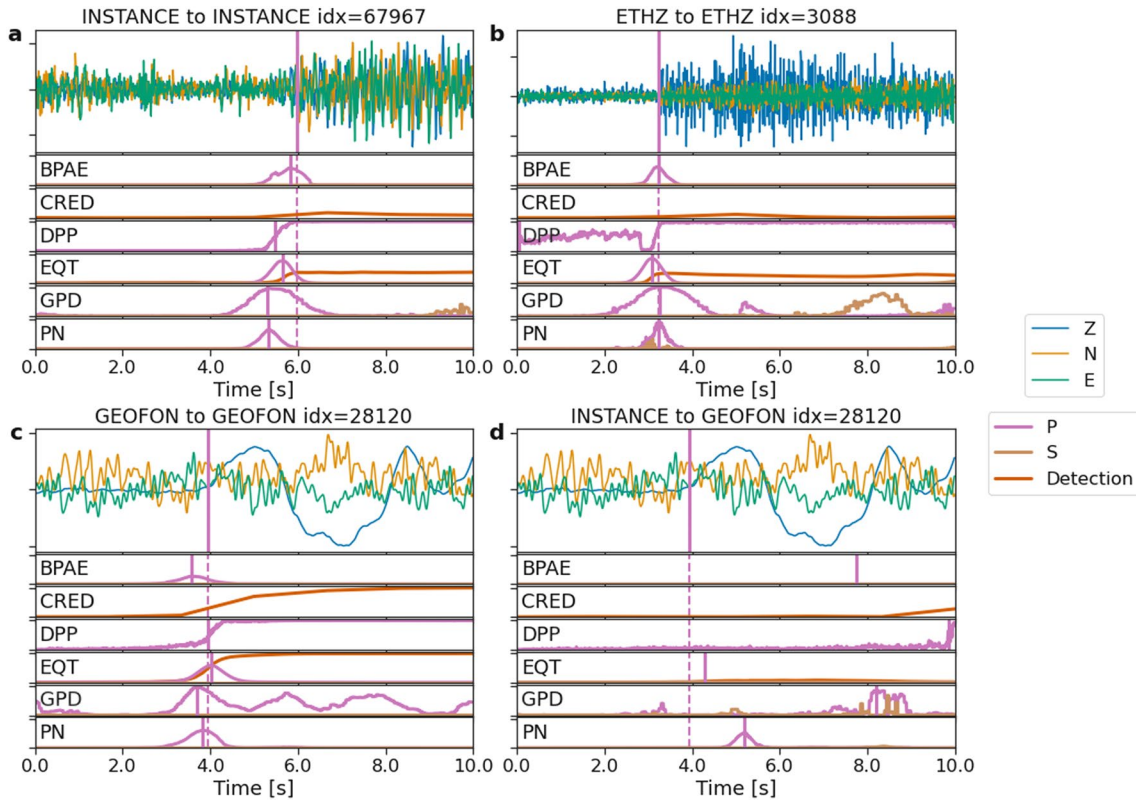 INSTANCE to INSTANCE idx=67967
a
BPAE
CRED
DPP
EQT
GPD
PN
0.0 2.0 4.0 6.0 8.0 10.0
Time [s]
ETHZ to ETHZ idx=3088
b
BPAE
CRED
DPP
EQT
GPD
PN
0.0 2.0 4.0 6.0 8.0 10.0
Time [s]
Z
N
E
P
S
Detection
GEOFON to GEOFON idx=28120
c
BPAE
CRED
DPP
EQT
GPD
PN
0.0 2.0 4.0 6.0 8.0 10.0
Time [s]
INSTANCE to GEOFON idx=28120
d
BPAE
CRED
DPP
EQT
GPD
PN
0.0 2.0 4.0 6.0 8.0 10.0
Time [s]